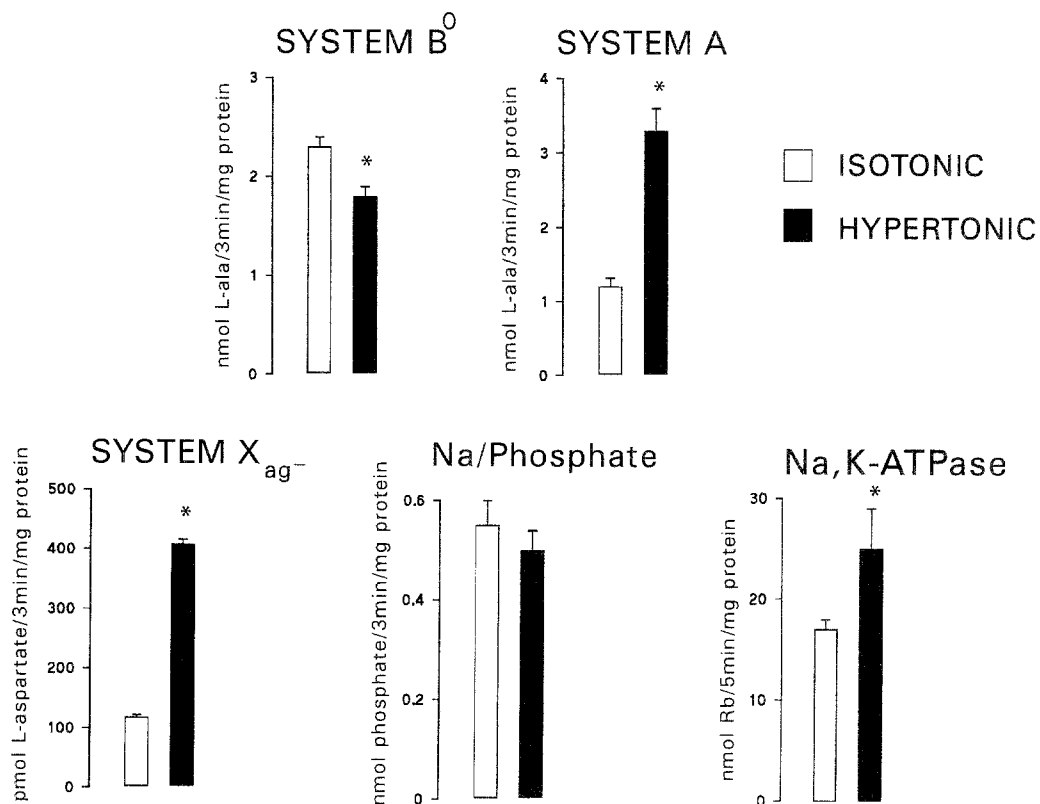 SYSTEM B⁰
nmol L-ala/3min/mg protein
3
2
1
0
*
SYSTEM A
nmol L-ala/3min/mg protein
4
3
2
1
0
*
ISOTONIC
HYPERTONIC
SYSTEM X ag⁻
pmol L-aspartate/3min/mg protein
500
400
300
200
100
0
*
Na/Phosphate
nmol phosphate/3min/mg protein
0.6
0.4
0.2
0
Na,K-ATPase
nmol Rb/5min/mg protein
30
20
10
0
*